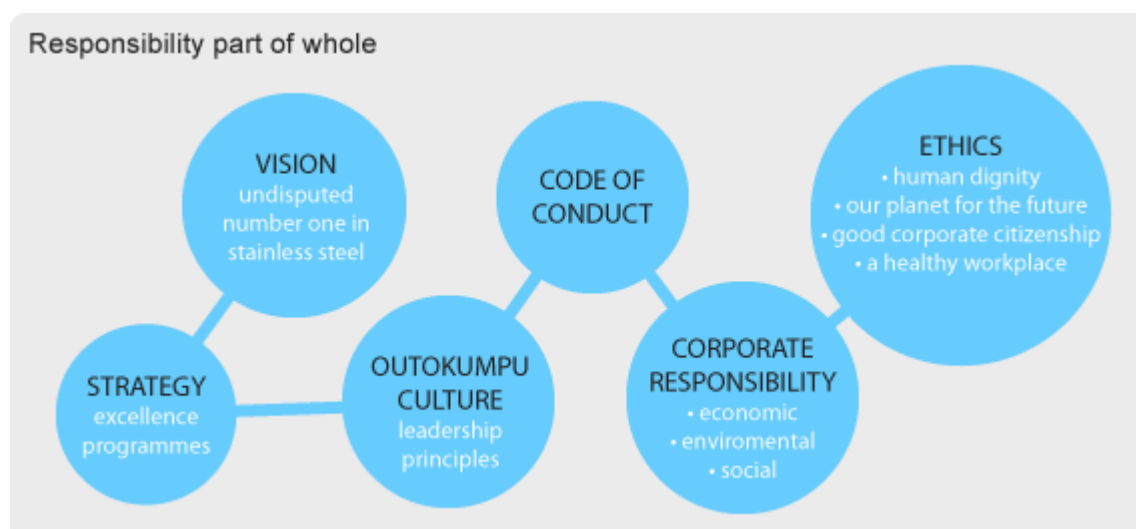 Responsibility part of whole
VISION
undisputed
number one in
stainless steel
STRATEGY
excellence
programmes
OUTOKUMPU
CULTURE
leadership
principles
CODE OF
CONDUCT
CORPORATE
RESPONSIBILITY
• economic
• enviromental
• social
ETHICS
• human dignity
• our planet for the future
• good corporate citizenship
• a healthy workplace